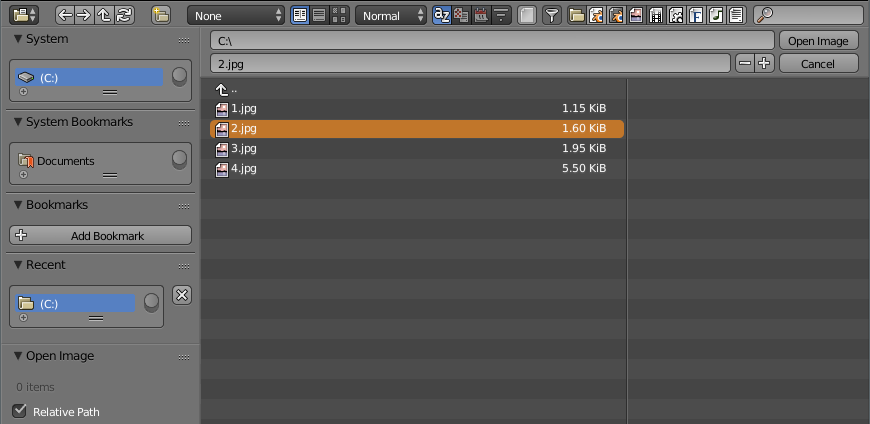 None Normal
System
(C:)
System Bookmarks
Documents
Bookmarks
Add Bookmark
Recent
(C:)
Open Image
0 items
Relative Path
C:\ Open Image
2.jpg Cancel
..
1.jpg 1.15 KiB
2.jpg 1.60 KiB
3.jpg 1.95 KiB
4.jpg 5.50 KiB